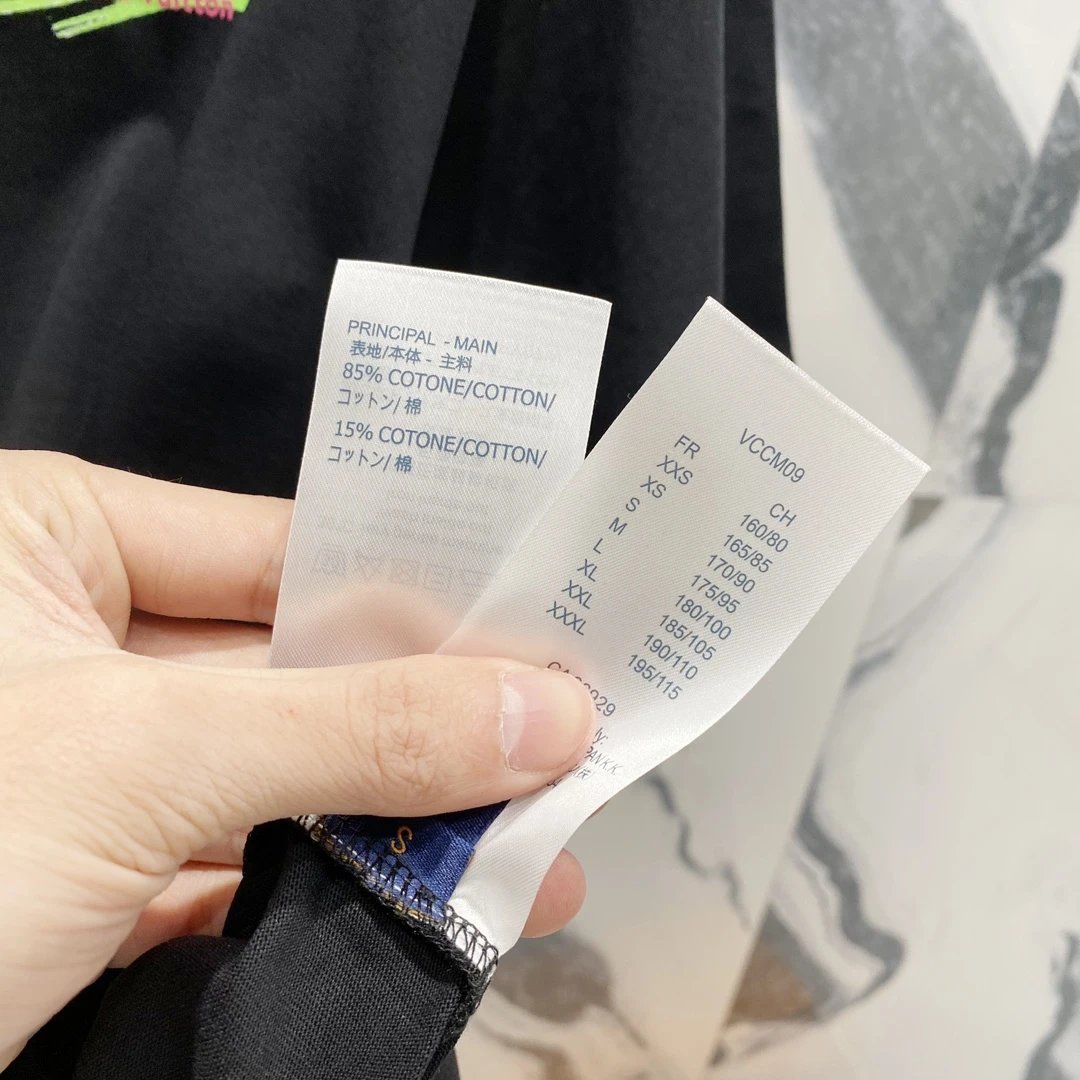 Vuitton
PRINCIPAL - MAIN
表地/本体 - 主料
85% COTONE/COTTON/
コットン/棉
15% COTONE/COTTON/
コットン/棉
VCCM09
FR CH
XXS 160/80
XS 165/85
S 170/90
M 175/95
L 180/100
XL 185/105
XXL 190/110
XXXL 195/115
S